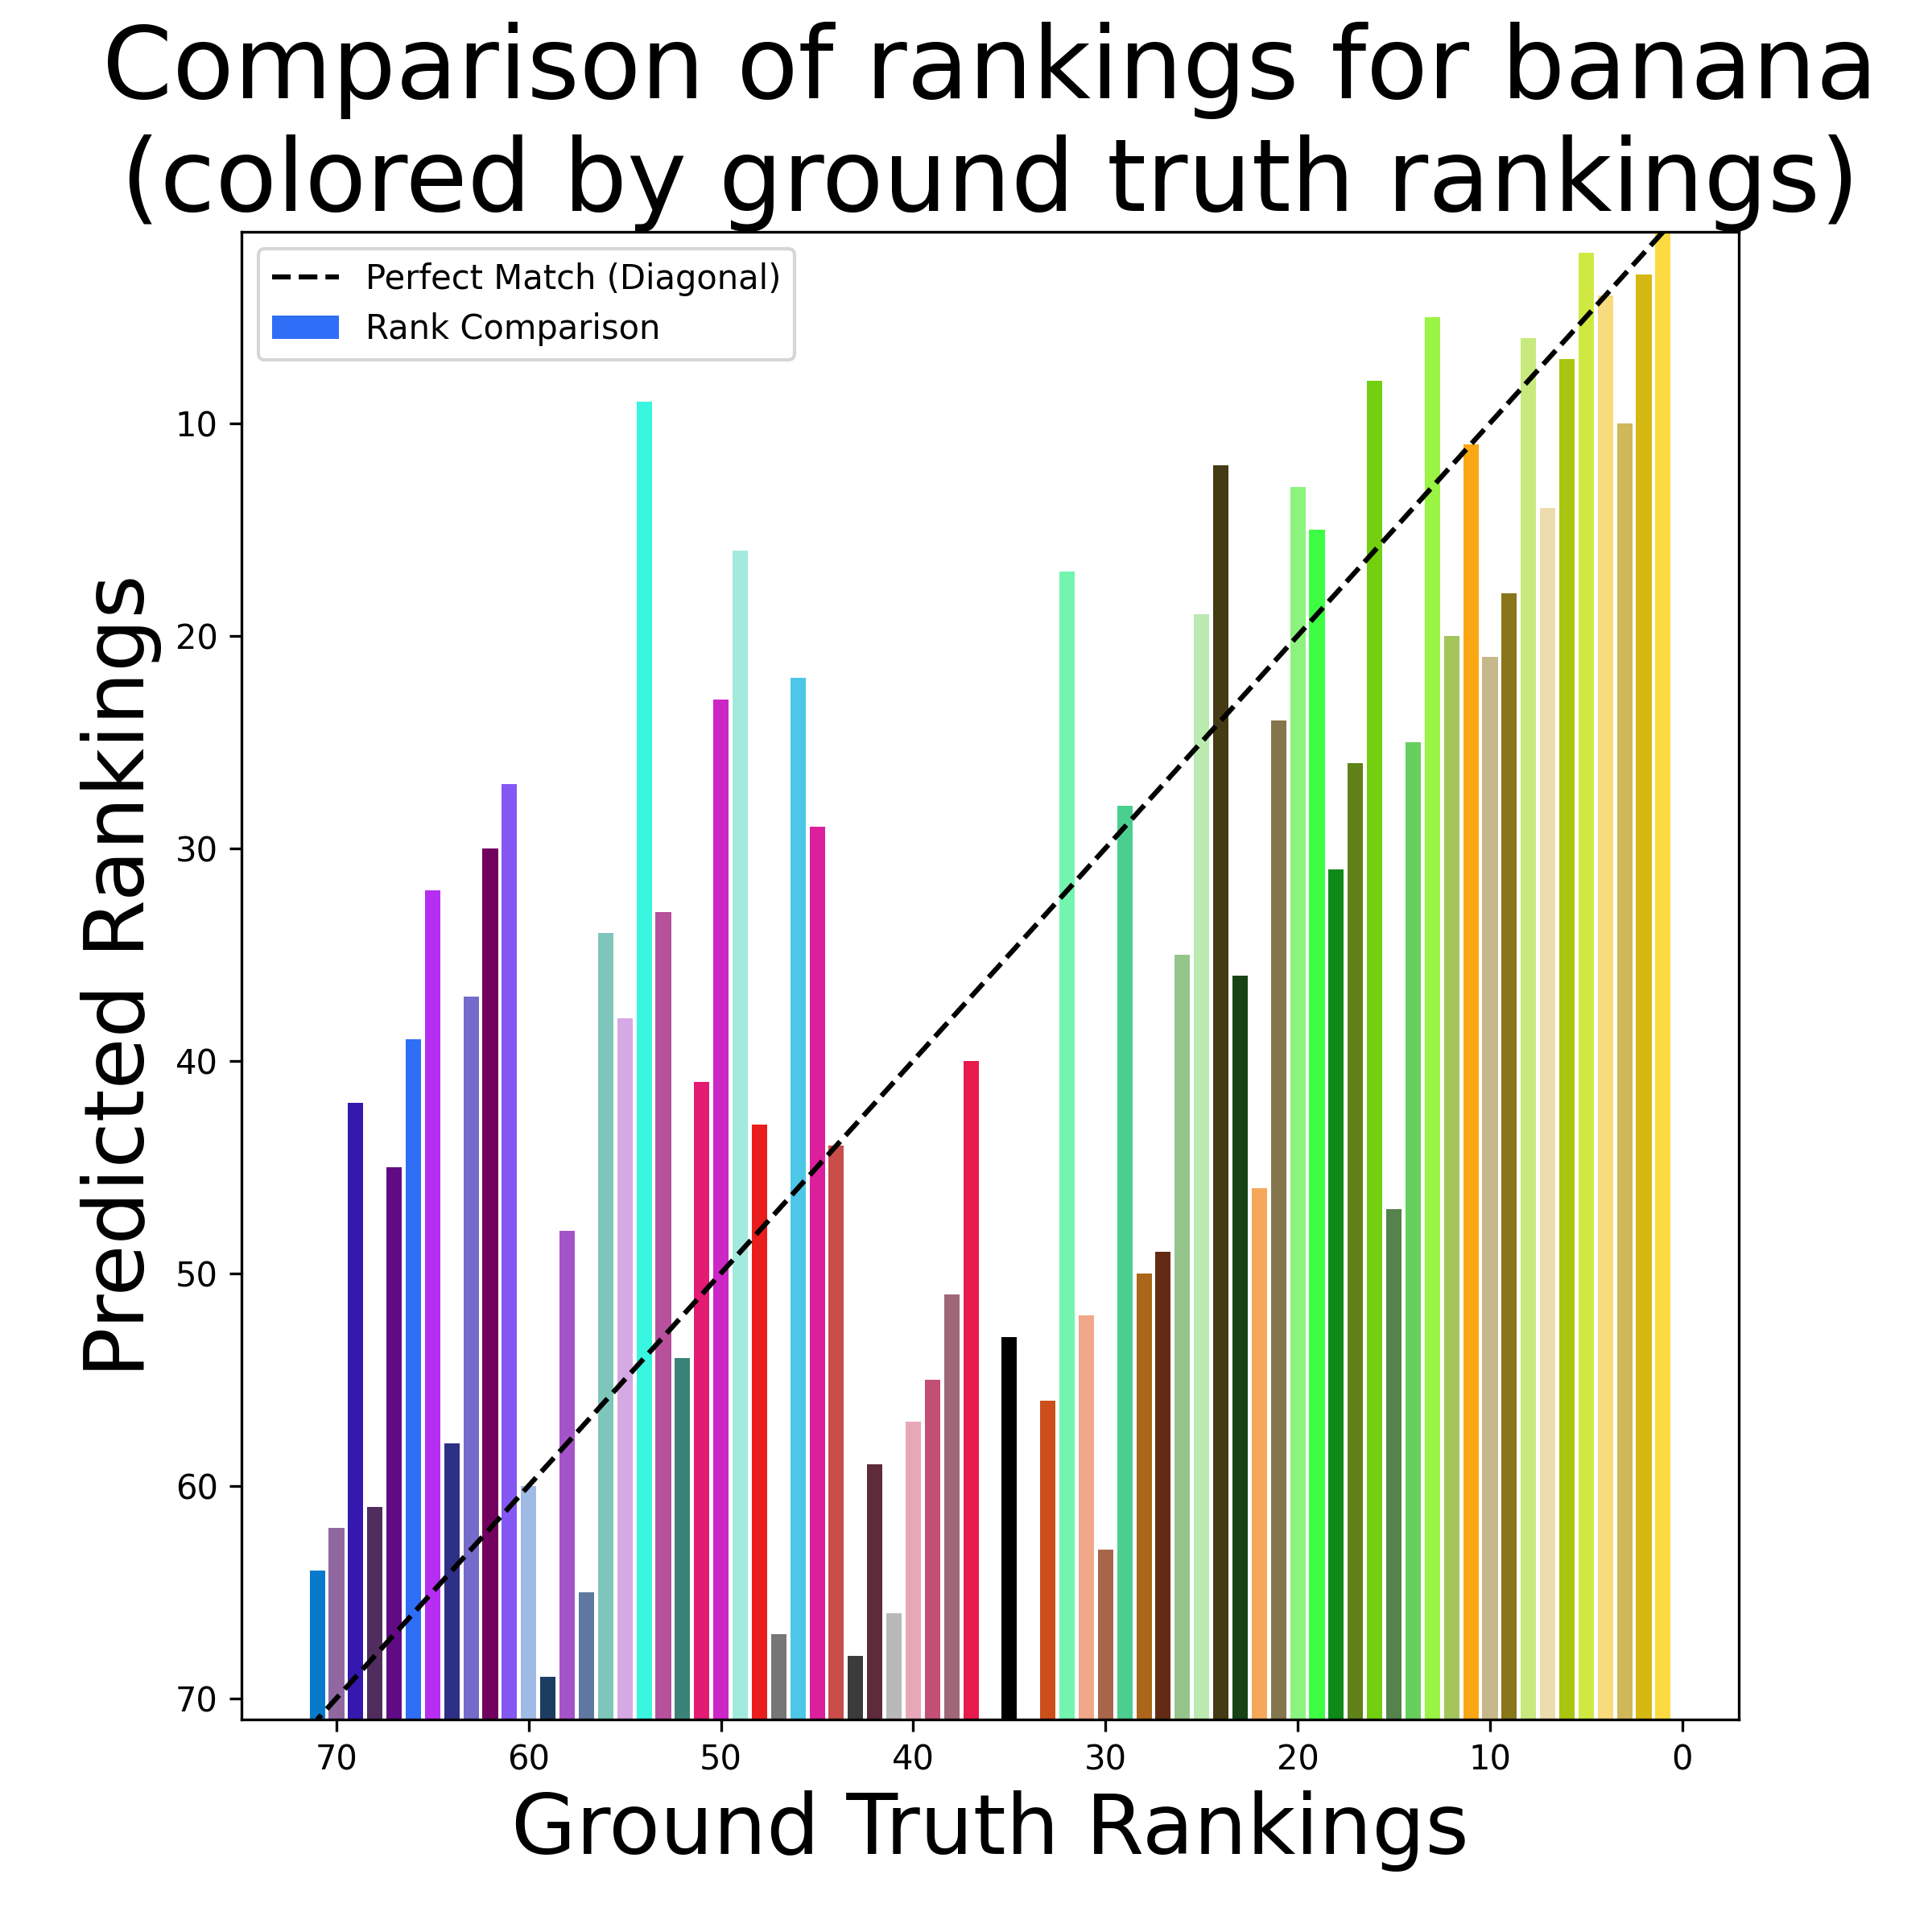 Comparison of rankings for banana
(colored by ground truth rankings)
Perfect Match (Diagonal)
Rank Comparison
Predicted Rankings
10
20
30
40
50
60
70
70
60
50
40
30
20
10
0
Ground Truth Rankings